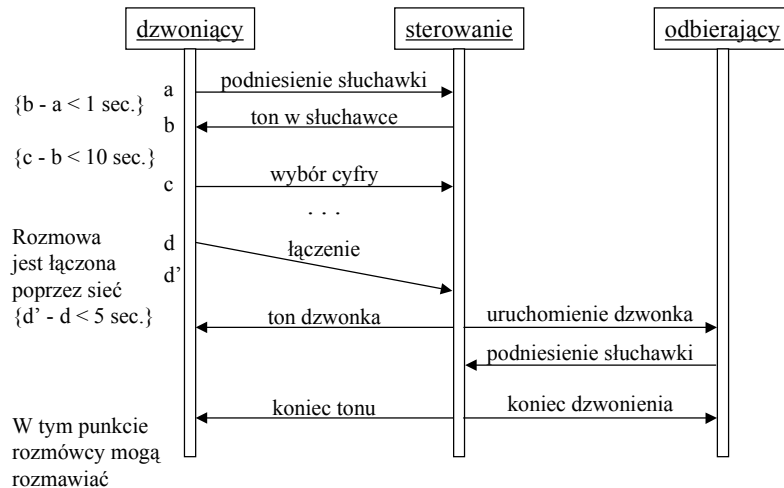 dzwoniący
sterowanie
odbierający
a
podniesienie słuchawki
{b - a < 1 sec.}
b
ton w słuchawce
{c - b < 10 sec.}
c
wybór cyfry
. . .
Rozmowa
jest łączona
poprzez sieć
{d’ - d < 5 sec.}
d
łączenie
d’
ton dzwonka
uruchomienie dzwonka
podniesienie słuchawki
koniec tonu
koniec dzwonienia
W tym punkcie
rozmówcy mogą
rozmawiać